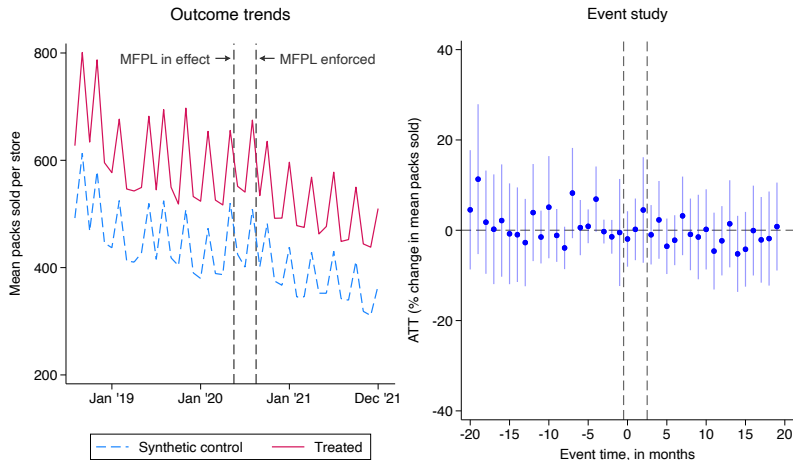 Outcome trends
Mean packs sold per store
800
600
400
200
MFPL in effect
MFPL enforced
Jan '19
Jan '20
Jan '21
Dec '21
Synthetic control
Treated
Event study
ATT (% change in mean packs sold)
40
20
0
-20
-40
-20
-15
-10
-5
0
5
10
15
20
Event time, in months